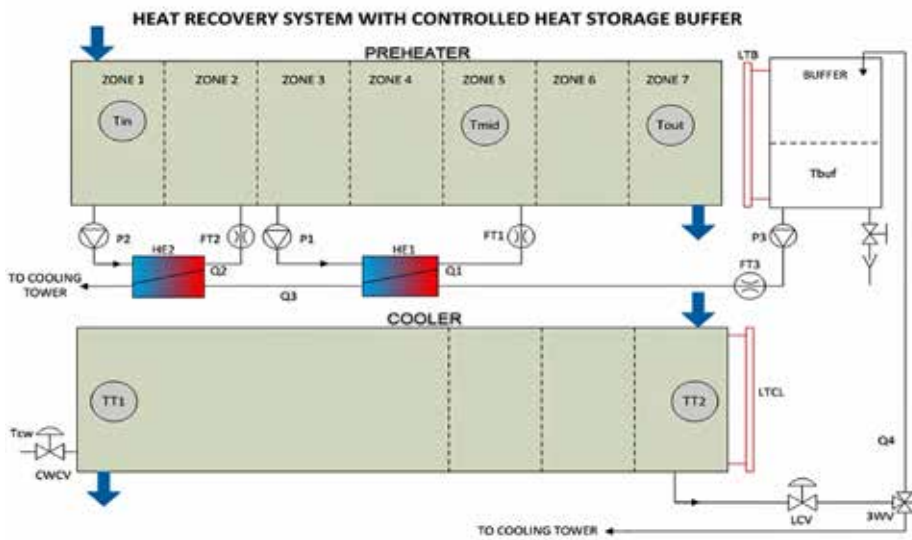 HEAT RECOVERY SYSTEM WITH CONTROLLED HEAT STORAGE BUFFER
PREHEATER
LTB
ZONE 1 ZONE 2 ZONE 3 ZONE 4 ZONE 5 ZONE 6 ZONE 7
BUFFER
Tin
Tmid
Tout
Tbuf
P2
FT2
P1
FT1
P3
HE2
HE1
Q2
Q1
FT3
TO COOLING
TOWER
Q3
COOLER
TT1
TT2
LTCL
Tcw
CWCV
Q4
LCV
3WV
TO COOLING TOWER